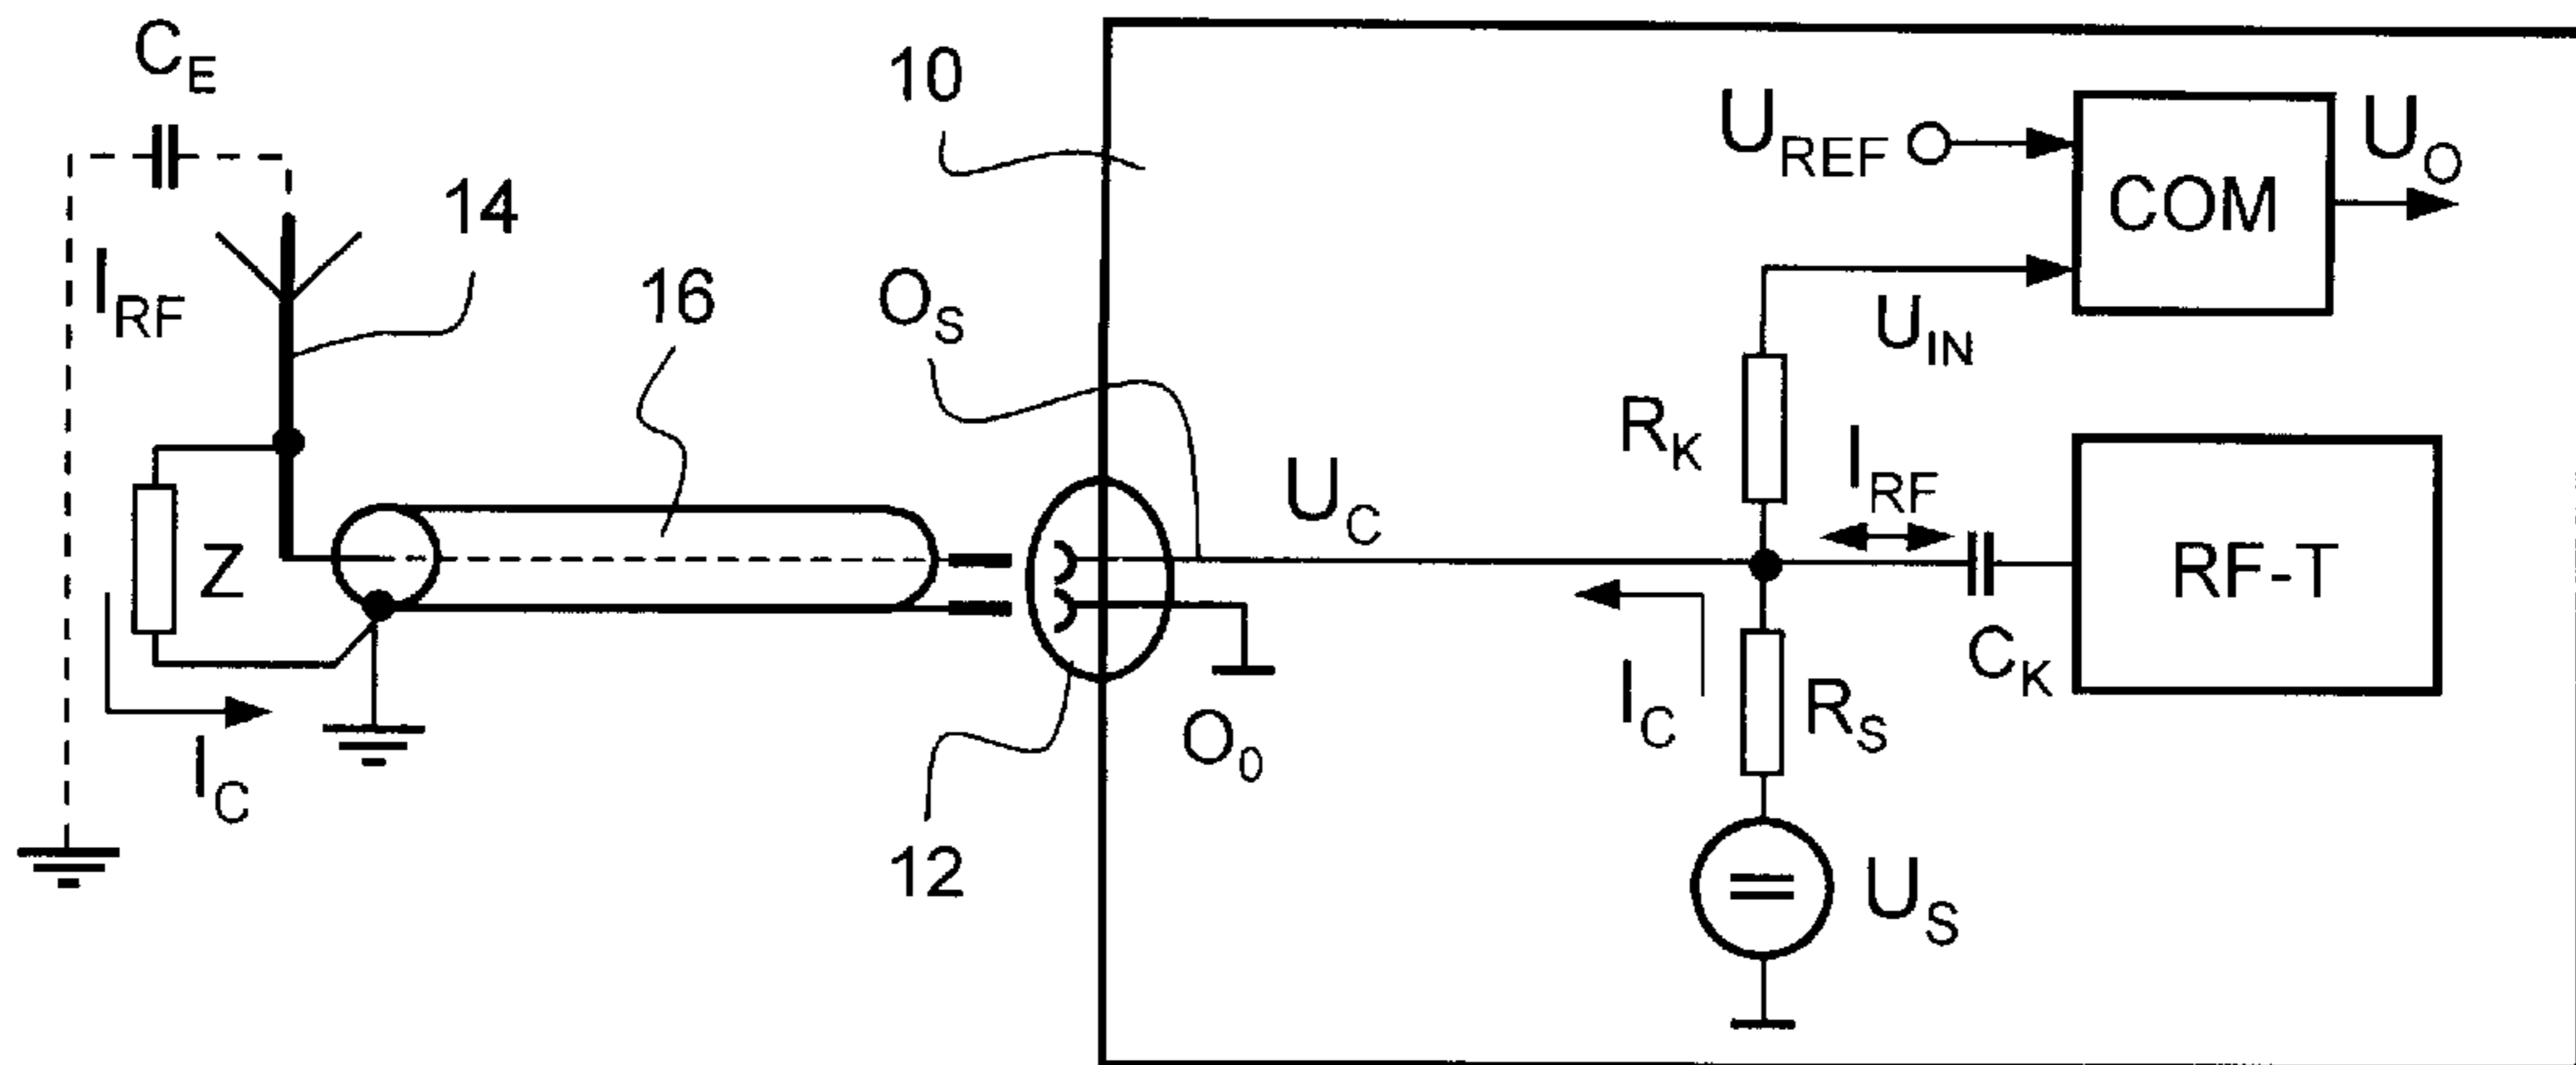 C_E
10
U_REF
COM
U_O
14
I_RF
16
O_S
U_IN
R_K
I_RF
U_C
RF-T
Z
C_K
I_C
R_S
O_0
I_C
12
U_S